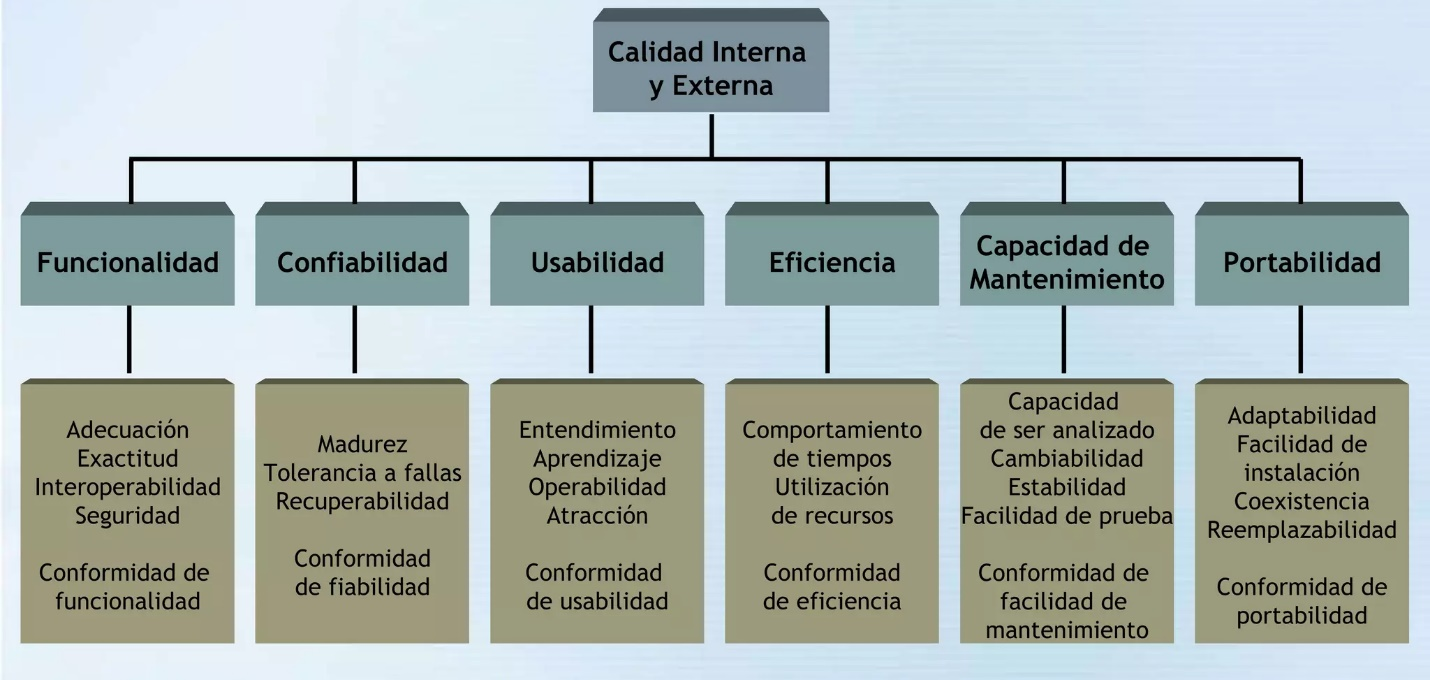 Calidad Interna
y Externa
Funcionalidad
Confiabilidad
Usabilidad
Eficiencia
Capacidad de
Mantenimiento
Portabilidad
Adecuación
Exactitud
Interoperabilidad
Seguridad
Conformidad de
funcionalidad
Madurez
Tolerancia a fallas
Recuperabilidad
Conformidad
de fiabilidad
Entendimiento
Aprendizaje
Operabilidad
Atracción
Conformidad
de usabilidad
Comportamiento
de tiempos
Utilización
de recursos
Conformidad
de eficiencia
Capacidad
de ser analizado
Cambiabilidad
Estabilidad
Facilidad de prueba
Conformidad de
facilidad de
mantenimiento
Adaptabilidad
Facilidad de
instalación
Coexistencia
Reemplazabilidad
Conformidad de
portabilidad